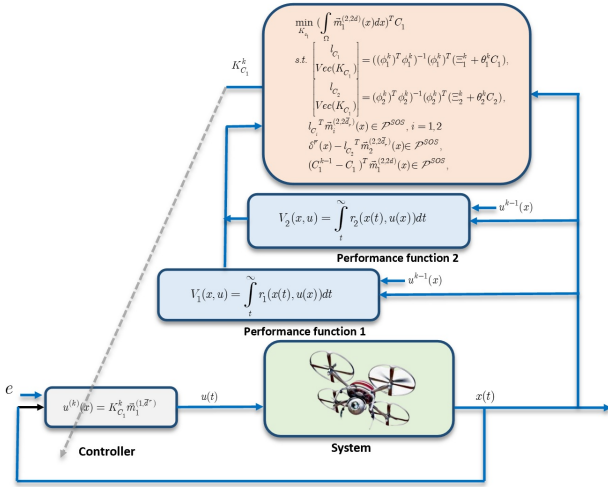 min_{K_{c_1}} (∫_Ω m⃗_1^{(2,2d)}(x)dx)^T C_1
s.t. [l_{C_1} Vec(K_{C_1})] = ((ϕ_1^k)^T ϕ_1^k)^{-1}(ϕ_1^k)^T(Ξ_1^k + θ_1^k C_1),
[l_{C_2} Vec(K_{C_1})] = (ϕ_2^k)^T ϕ_2^k)^{-1}(ϕ_2^k)^T(Ξ_2^k + θ_2^k C_2),
l_{C_i}^T m⃗_i^{(2,2d̄_i)}(x) ∈ 𝒫^{SOS}, i = 1,2
δ^r(x) − l_{C_2}^T m⃗_2^{(2,2d̄_r)}(x) ∈ 𝒫^{SOS},
(C_1^{k-1} − C_1)^T m⃗_1^{(2,2d)}(x) ∈ 𝒫^{SOS},
K_{C_1}^k
V_2(x,u) = ∫_t^∞ r_2(x(t),u(x))dt
u^{k-1}(x)
Performance function 2
V_1(x,u) = ∫_t^∞ r_1(x(t),u(x))dt
u^{k-1}(x)
Performance function 1
e
u^{(k)}(x) = K_{C_1}^k m⃗_1^{(1,d̄^r)}
u(t)
x(t)
Controller
System